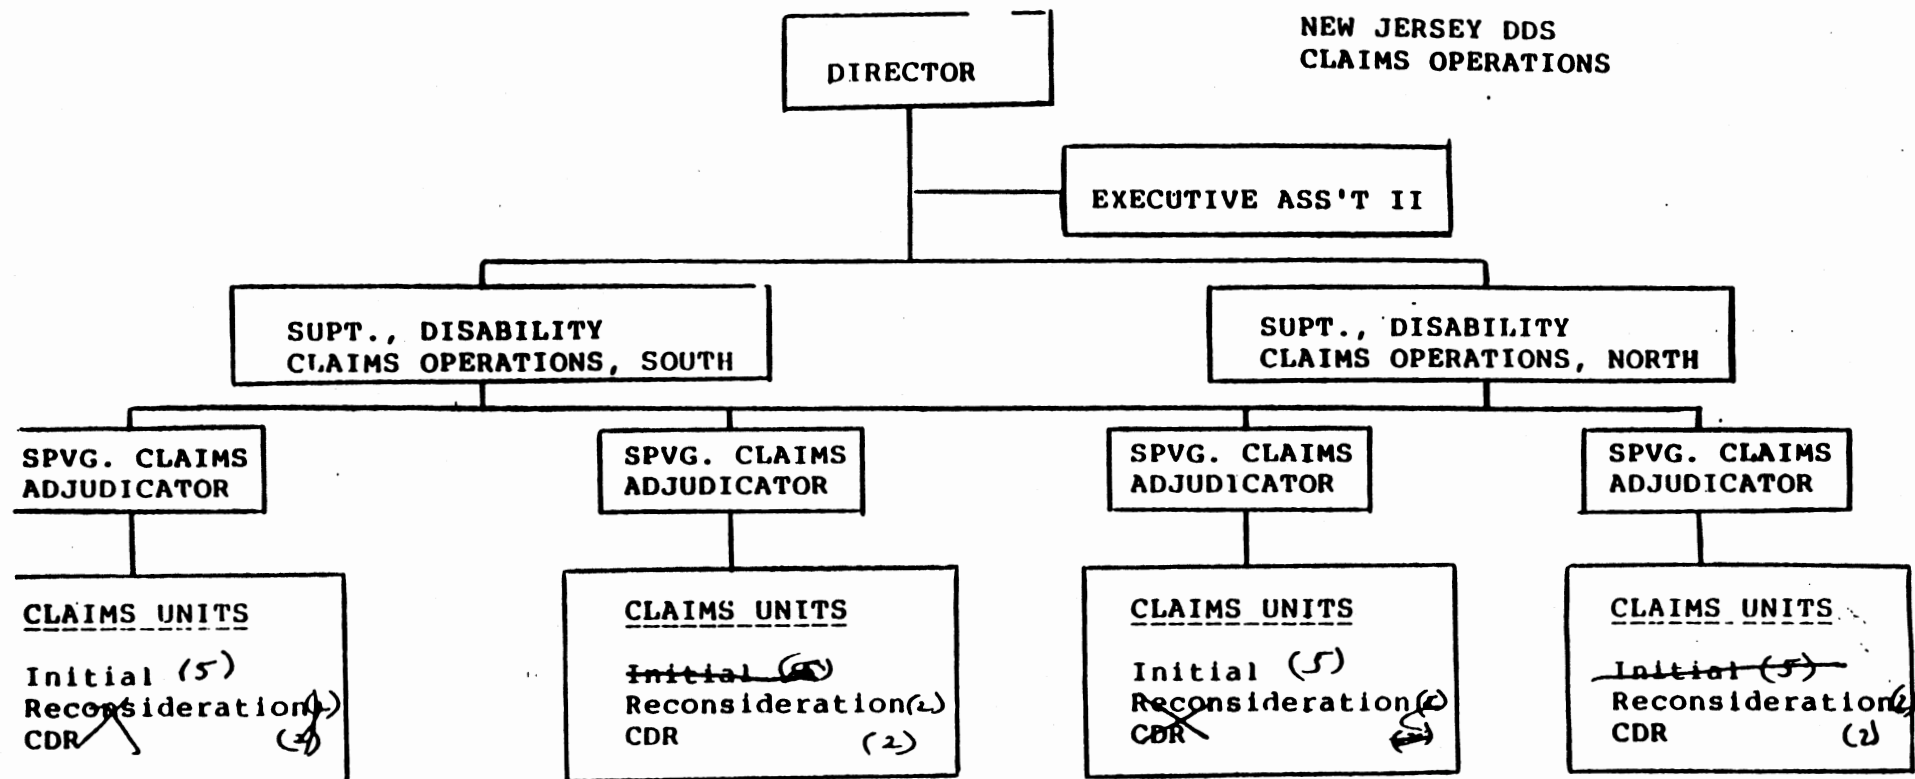 NEW JERSEY DDS
CLAIMS OPERATIONS
DIRECTOR
EXECUTIVE ASS'T II
SUPT., DISABILITY
CLAIMS OPERATIONS, SOUTH
SUPT., DISABILITY
CLAIMS OPERATIONS, NORTH
SPVG. CLAIMS
ADJUDICATOR
SPVG. CLAIMS
ADJUDICATOR
SPVG. CLAIMS
ADJUDICATOR
SPVG. CLAIMS
ADJUDICATOR
CLAIMS UNITS
Initial (5)
Reconsideration
CDR
CLAIMS UNITS
Initial
Reconsideration (2)
CDR (2)
CLAIMS UNITS
Initial (5)
Reconsideration
CDR
CLAIMS UNITS
Initial (5)
Reconsideration
CDR (2)